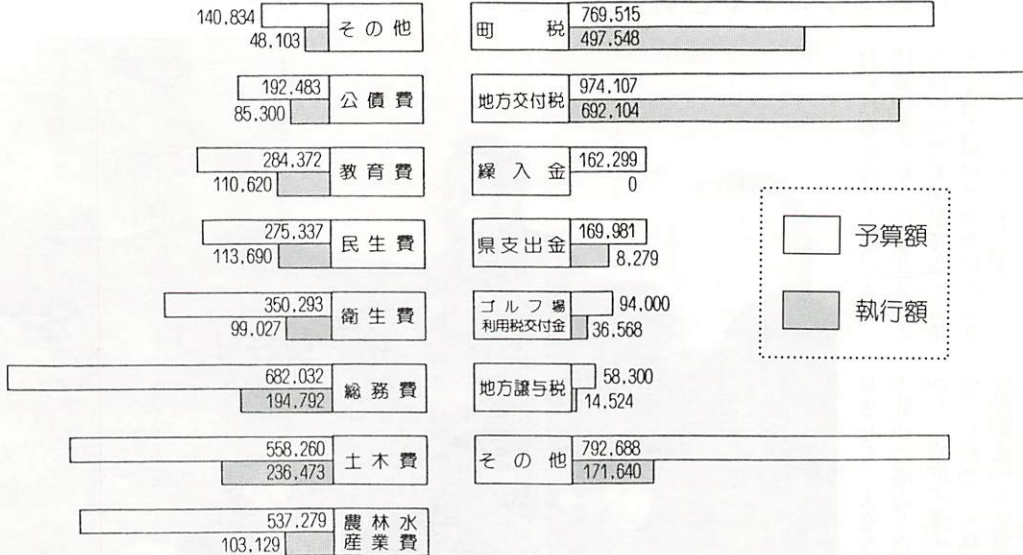 140,834
48,103
その他
192,483
85,300
公債費
284,372
110,620
教育費
275,337
113,690
民生費
350,293
99,027
衛生費
682,032
194,792
総務費
558,260
236,473
土木費
537,279
103,129
農林水
産業費
町税
769,515
497,548
地方交付税
974,107
692,104
繰入金
162,299
0
県支出金
169,981
8,279
ゴルフ場
利用税交付金
94,000
36,568
地方譲与税
58,300
14,524
その他
792,688
171,640
予算額
執行額